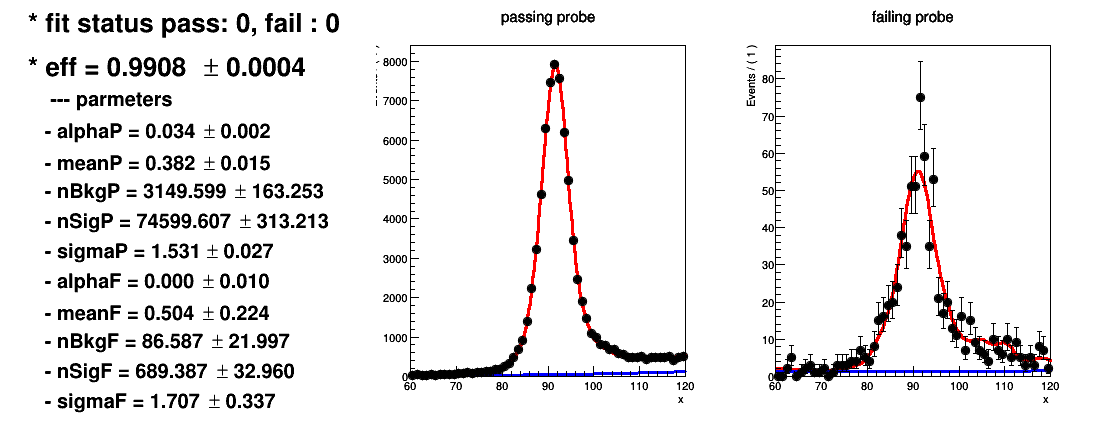 * fit status pass: 0, fail : 0
* eff = 0.9908 ± 0.0004
--- parmeters
- alphaP = 0.034 ± 0.002
- meanP = 0.382 ± 0.015
- nBkgP = 3149.599 ± 163.253
- nSigP = 74599.607 ± 313.213
- sigmaP = 1.531 ± 0.027
- alphaF = 0.000 ± 0.010
- meanF = 0.504 ± 0.224
- nBkgF = 86.587 ± 21.997
- nSigF = 689.387 ± 32.960
- sigmaF = 1.707 ± 0.337
passing probe
8000
7000
6000
5000
4000
3000
2000
1000
0
60 70 80 90 100 110 120
x
failing probe
Events / ( 1 )
80
70
60
50
40
30
20
10
0
60 70 80 90 100 110 120
x